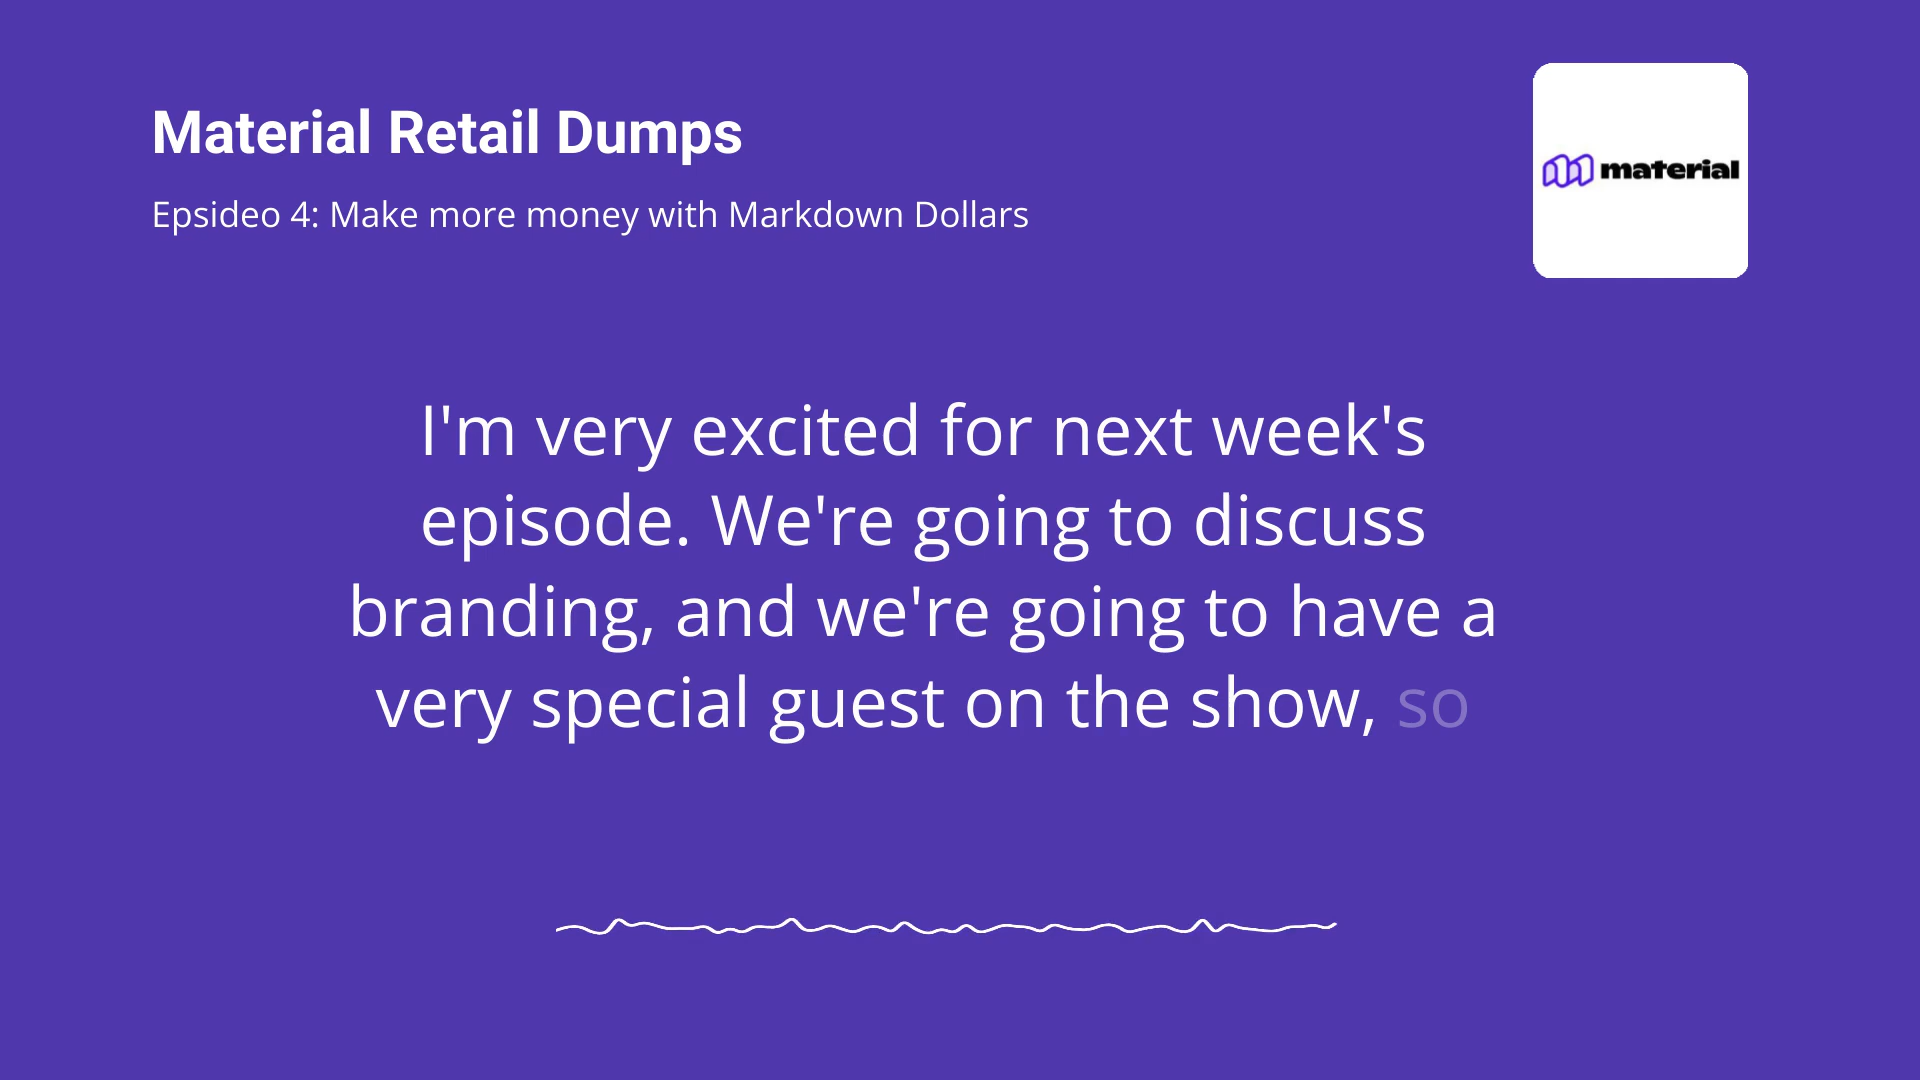 Material Retail Dumps
Epsideo 4: Make more money with Markdown Dollars
material
I'm very excited for next week's
episode. We're going to discuss
branding, and we're going to have a
very special guest on the show, so